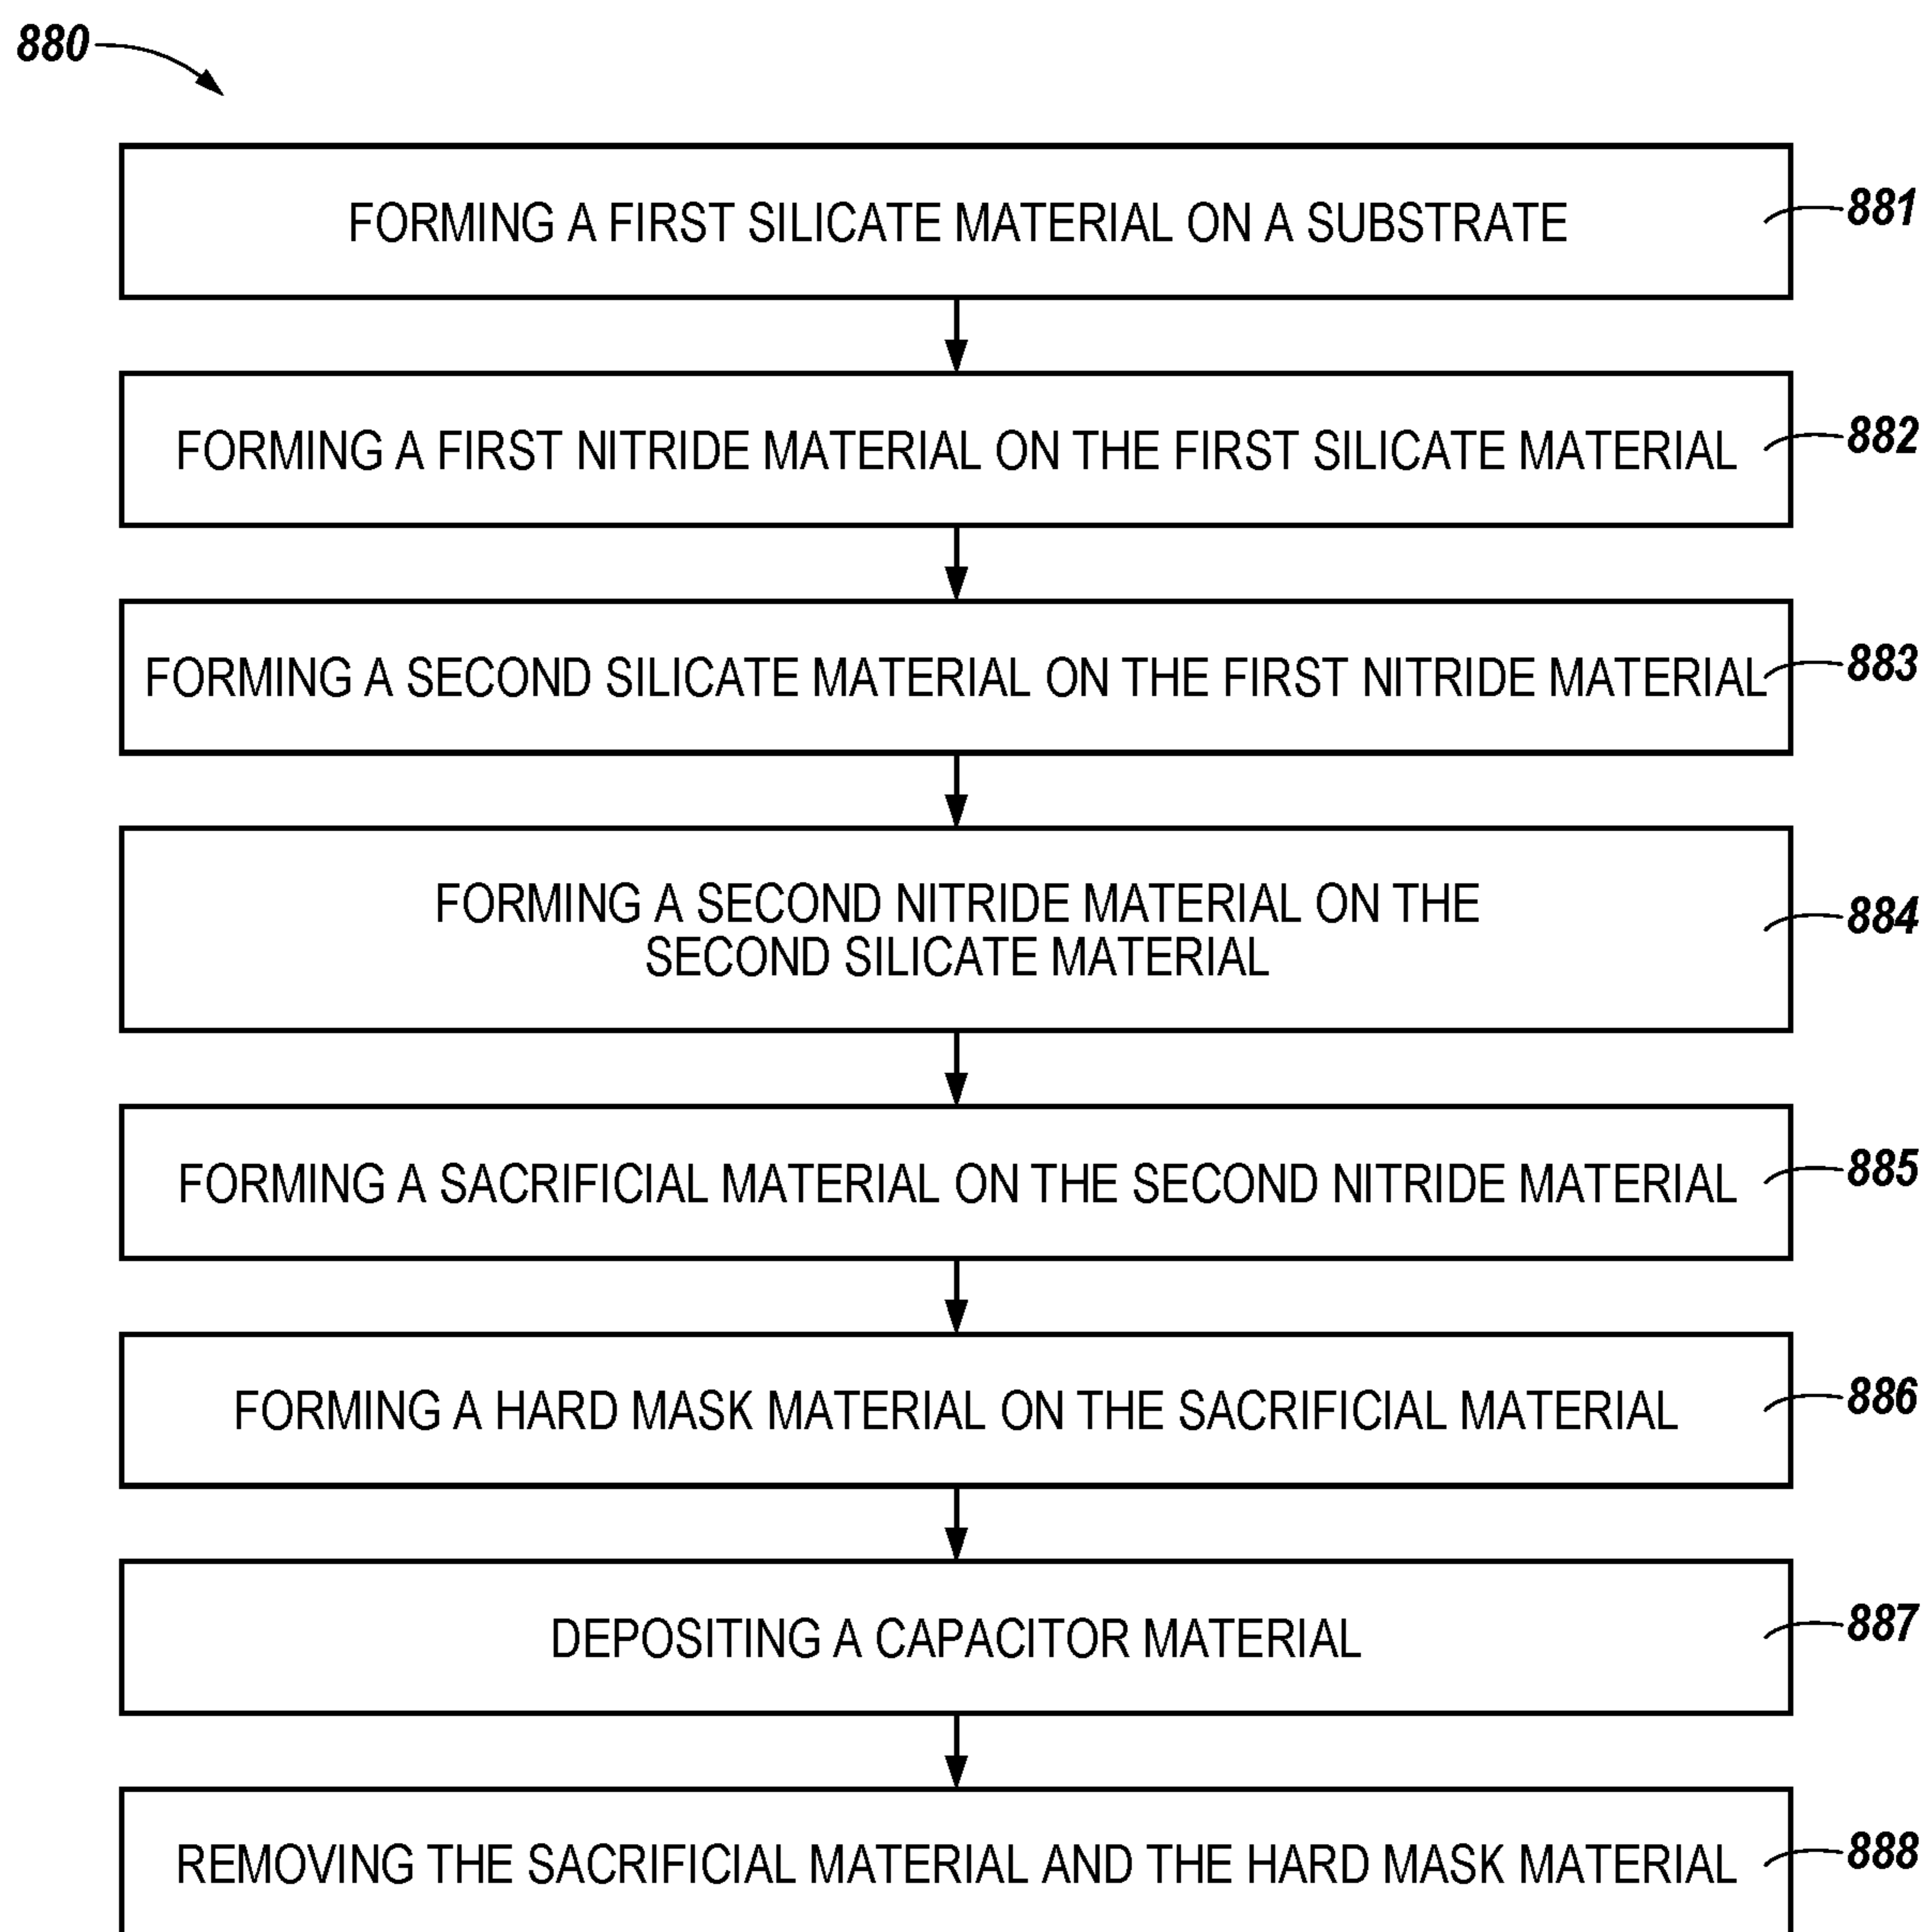 880
FORMING A FIRST SILICATE MATERIAL ON A SUBSTRATE
881
FORMING A FIRST NITRIDE MATERIAL ON THE FIRST SILICATE MATERIAL
882
FORMING A SECOND SILICATE MATERIAL ON THE FIRST NITRIDE MATERIAL
883
FORMING A SECOND NITRIDE MATERIAL ON THE
SECOND SILICATE MATERIAL
884
FORMING A SACRIFICIAL MATERIAL ON THE SECOND NITRIDE MATERIAL
885
FORMING A HARD MASK MATERIAL ON THE SACRIFICIAL MATERIAL
886
DEPOSITING A CAPACITOR MATERIAL
887
REMOVING THE SACRIFICIAL MATERIAL AND THE HARD MASK MATERIAL
888